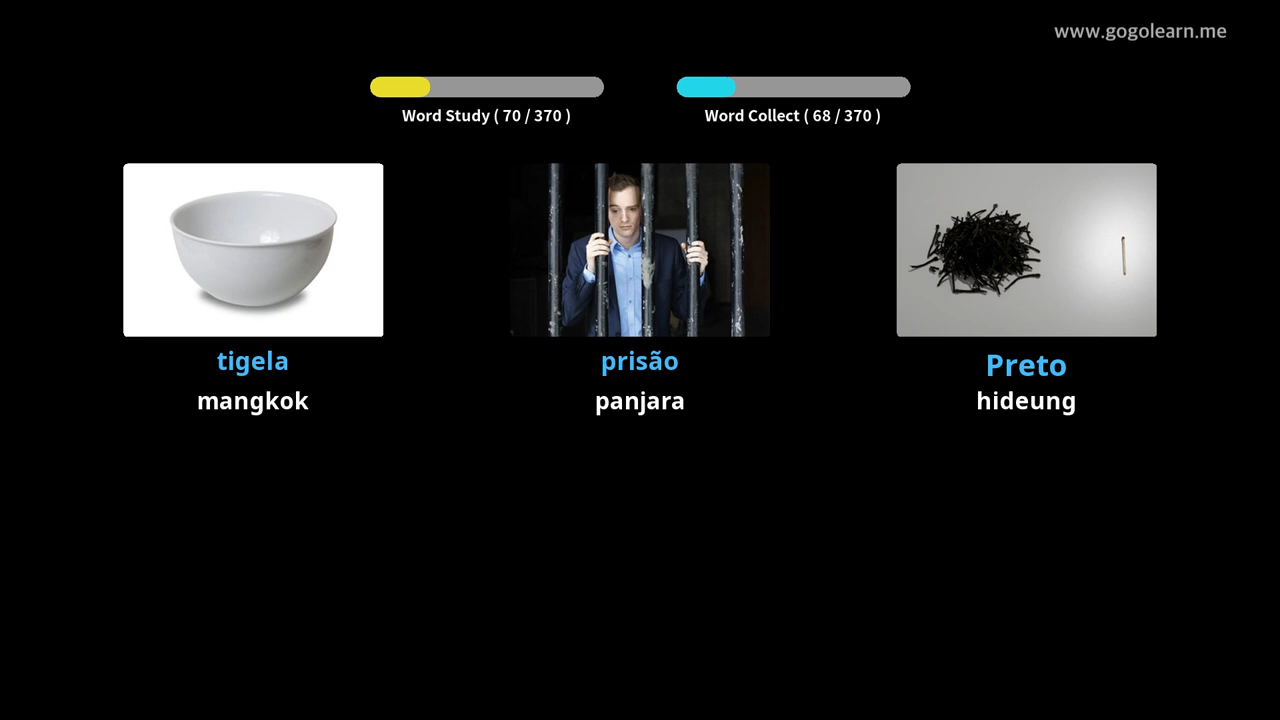 www.gogolearn.me
Word Study ( 70 / 370 )
Word Collect ( 68 / 370 )
tigela
mangkok
prisão
panjara
Preto
hideung